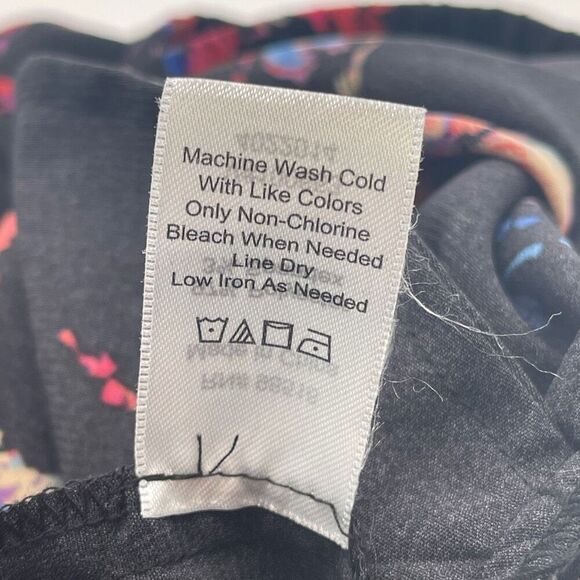 Machine Wash Cold
With Like Colors
Only Non-Chlorine
Bleach When Needed
Line Dry
Low Iron As Needed